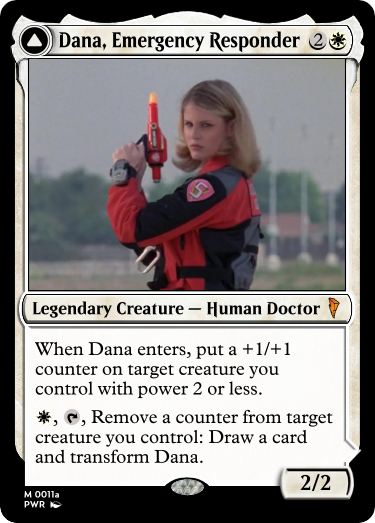 Dana, Emergency Responder 2
Legendary Creature — Human Doctor
When Dana enters, put a +1/+1
counter on target creature you
control with power 2 or less.
, , Remove a counter from target
creature you control: Draw a card
and transform Dana.
2/2
M 0011a
PWR